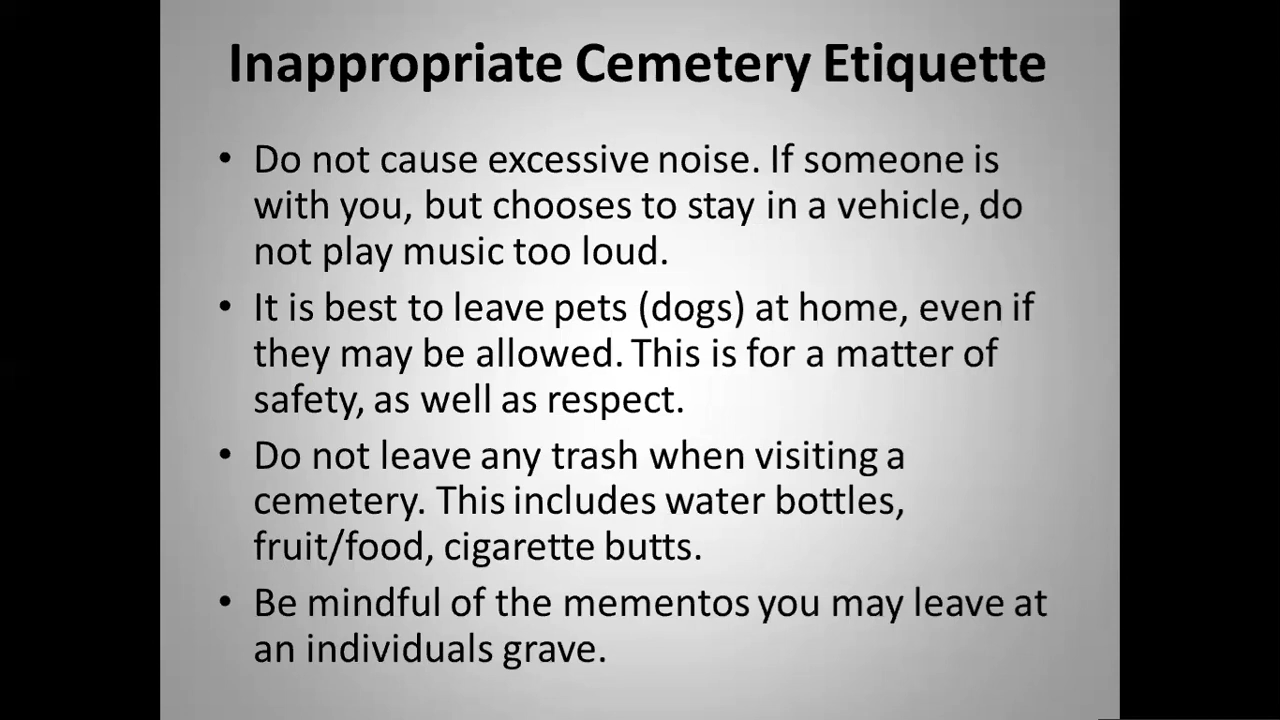 Inappropriate Cemetery Etiquette
• Do not cause excessive noise. If someone is
with you, but chooses to stay in a vehicle, do
not play music too loud.
• It is best to leave pets (dogs) at home, even if
they may be allowed. This is for a matter of
safety, as well as respect.
• Do not leave any trash when visiting a
cemetery. This includes water bottles,
fruit/food, cigarette butts.
• Be mindful of the mementos you may leave at
an individuals grave.